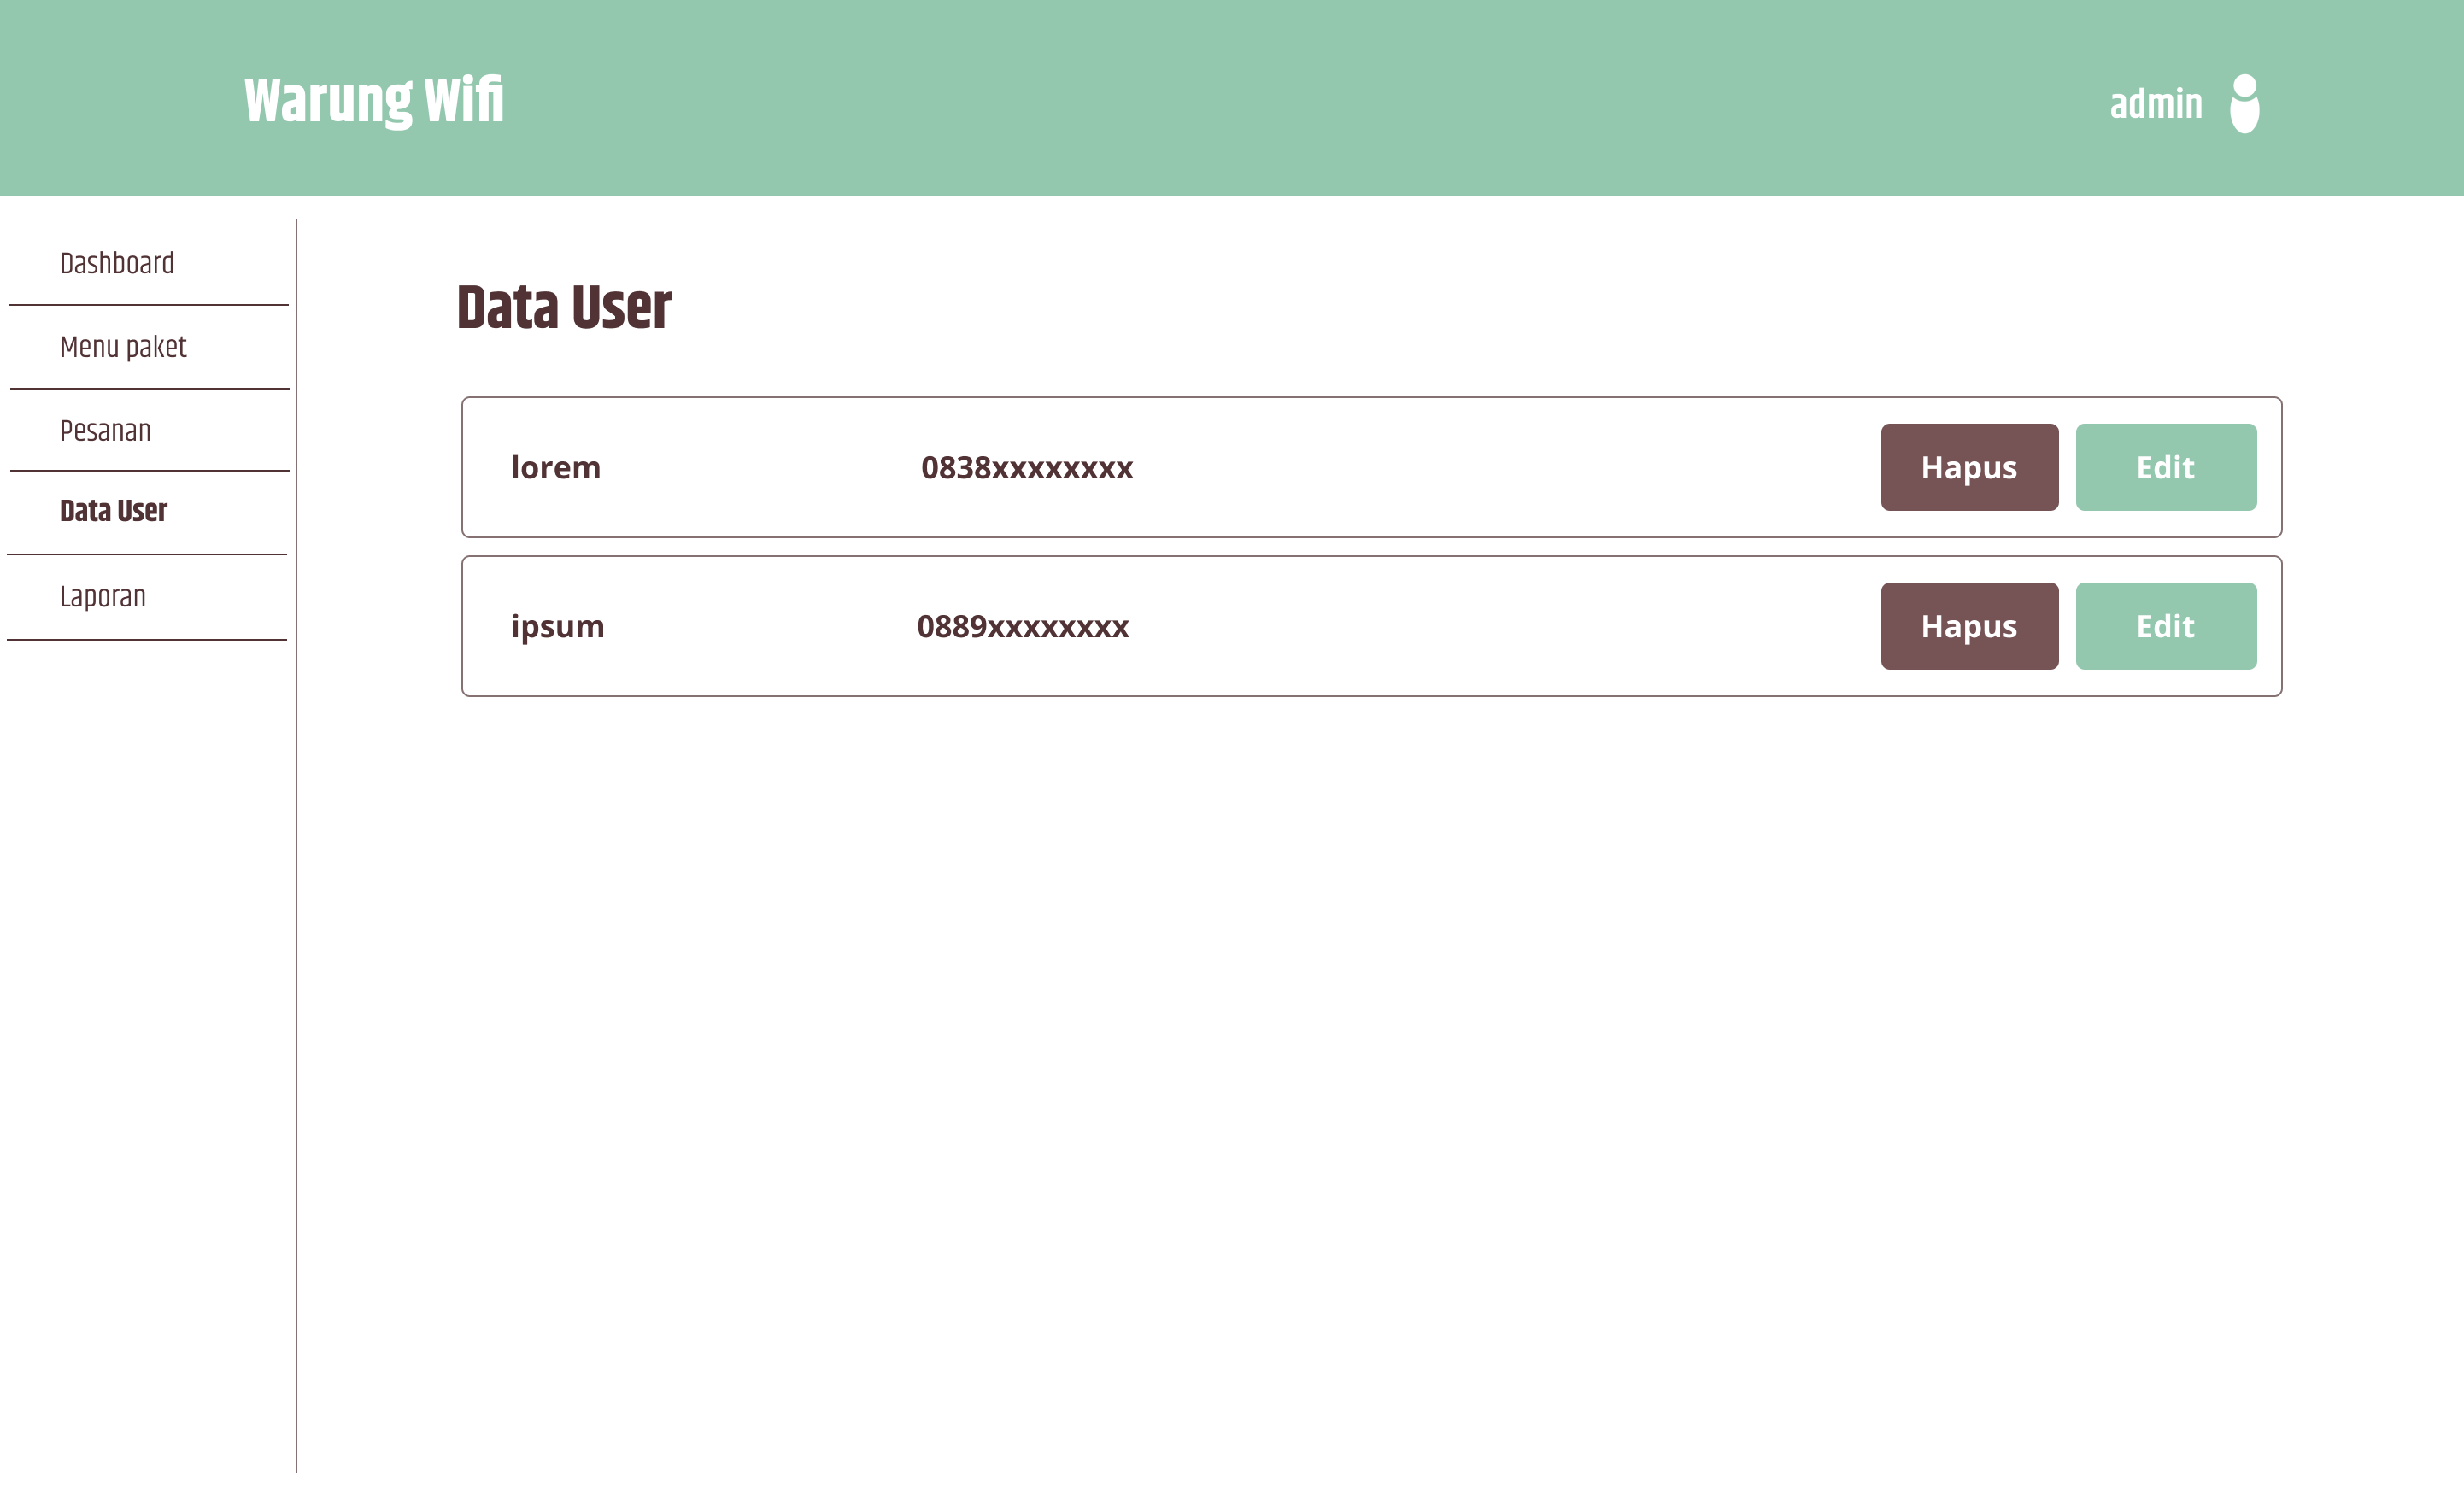 Warung Wifi
admin
Dashboard
Menu paket
Pesanan
Data User
Laporan
Data User
lorem 0838xxxxxxxx Hapus Edit
ipsum 0889xxxxxxxx Hapus Edit